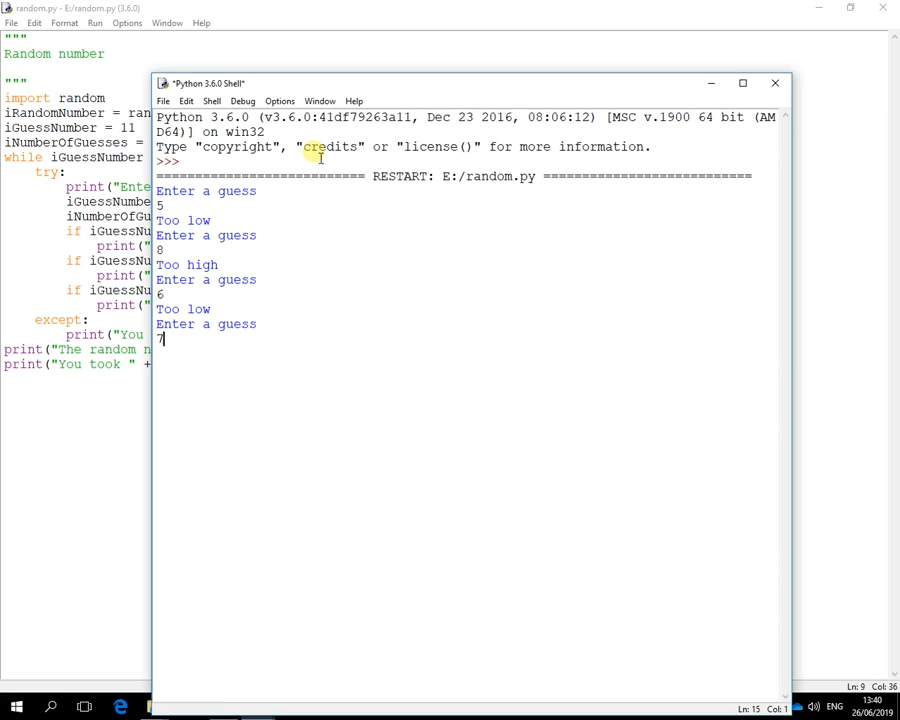 random.py - E:/random.py (3.6.0)
File Edit Format Run Options Window Help
"""
Random number
"""
import random
iRandomNumber = ran
iGuessNumber = 11
iNumberOfGuesses =
while iGuessNumber
try:
print("Ente
iGuessNumbe
iNumberOfGu
if iGuessNu
print("
if iGuessNu
print("
if iGuessNu
print("
except:
print("You
print("The random n
print("You took " +
*Python 3.6.0 Shell*
File Edit Shell Debug Options Window Help
Python 3.6.0 (v3.6.0:41df79263a11, Dec 23 2016, 08:06:12) [MSC v.1900 64 bit (AM
D64)] on win32
Type "copyright", "credits" or "license()" for more information.
>>>
=========================== RESTART: E:/random.py ===========================
Enter a guess
5
Too low
Enter a guess
8
Too high
Enter a guess
6
Too low
Enter a guess
7
Ln: 15 Col: 1
Ln: 9 Col: 36
ENG
13:40
26/06/2019